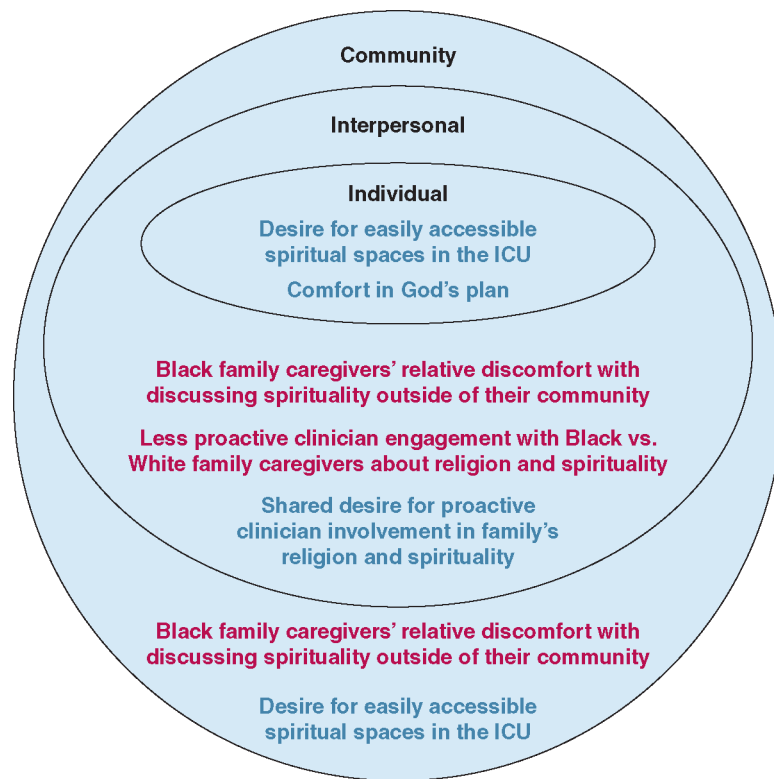 Community
Interpersonal
Individual
Desire for easily accessible
spiritual spaces in the ICU
Comfort in God’s plan
Black family caregivers’ relative discomfort with
discussing spirituality outside of their community
Less proactive clinician engagement with Black vs.
White family caregivers about religion and spirituality
Shared desire for proactive
clinician involvement in family’s
religion and spirituality
Black family caregivers’ relative discomfort with
discussing spirituality outside of their community
Desire for easily accessible
spiritual spaces in the ICU